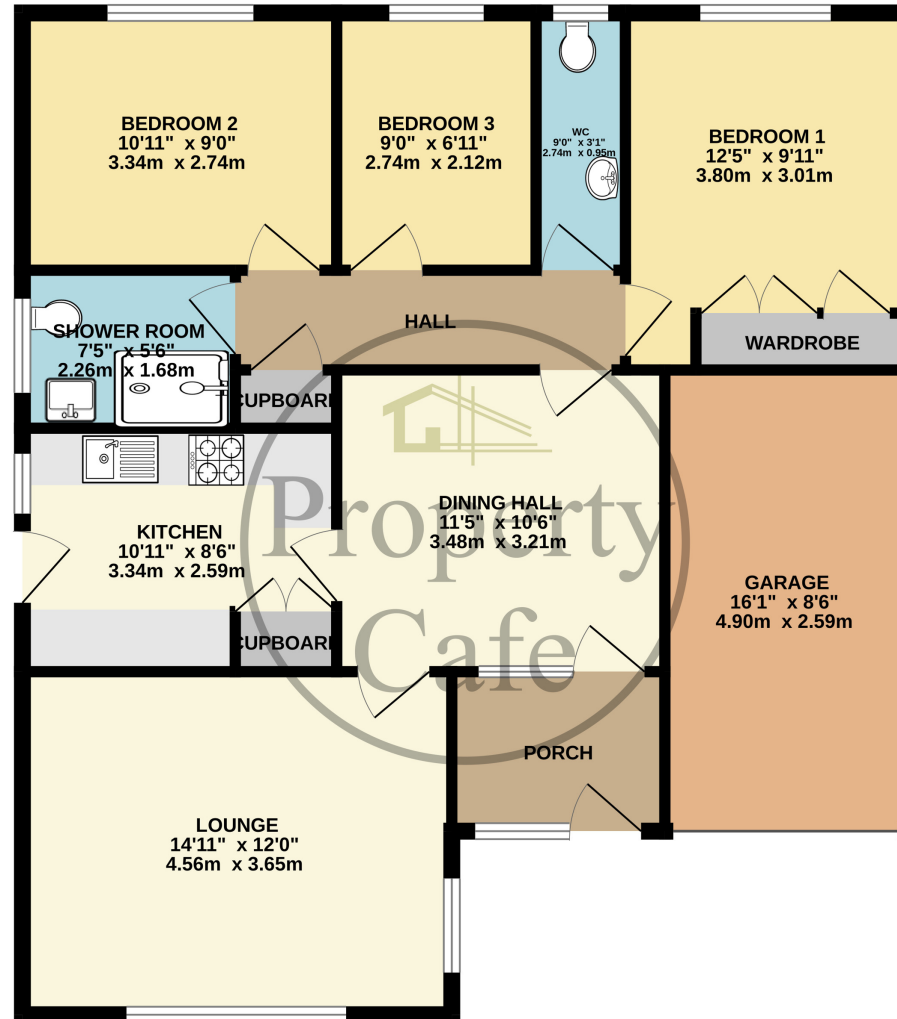 BEDROOM 2
10'11" x 9'0"
3.34m x 2.74m
BEDROOM 3
9'0" x 6'11"
2.74m x 2.12m
WC
9'0" x 3'1"
2.74m x 0.95m
BEDROOM 1
12'5" x 9'11"
3.80m x 3.01m
HALL
SHOWER ROOM
7'5" x 5'6"
2.26m x 1.68m
WARDROBE
CUPBOARD
Property
Cafe
DINING HALL
11'5" x 10'6"
3.48m x 3.21m
KITCHEN
10'11" x 8'6"
3.34m x 2.59m
GARAGE
16'1" x 8'6"
4.90m x 2.59m
CUPBOARD
PORCH
LOUNGE
14'11" x 12'0"
4.56m x 3.65m